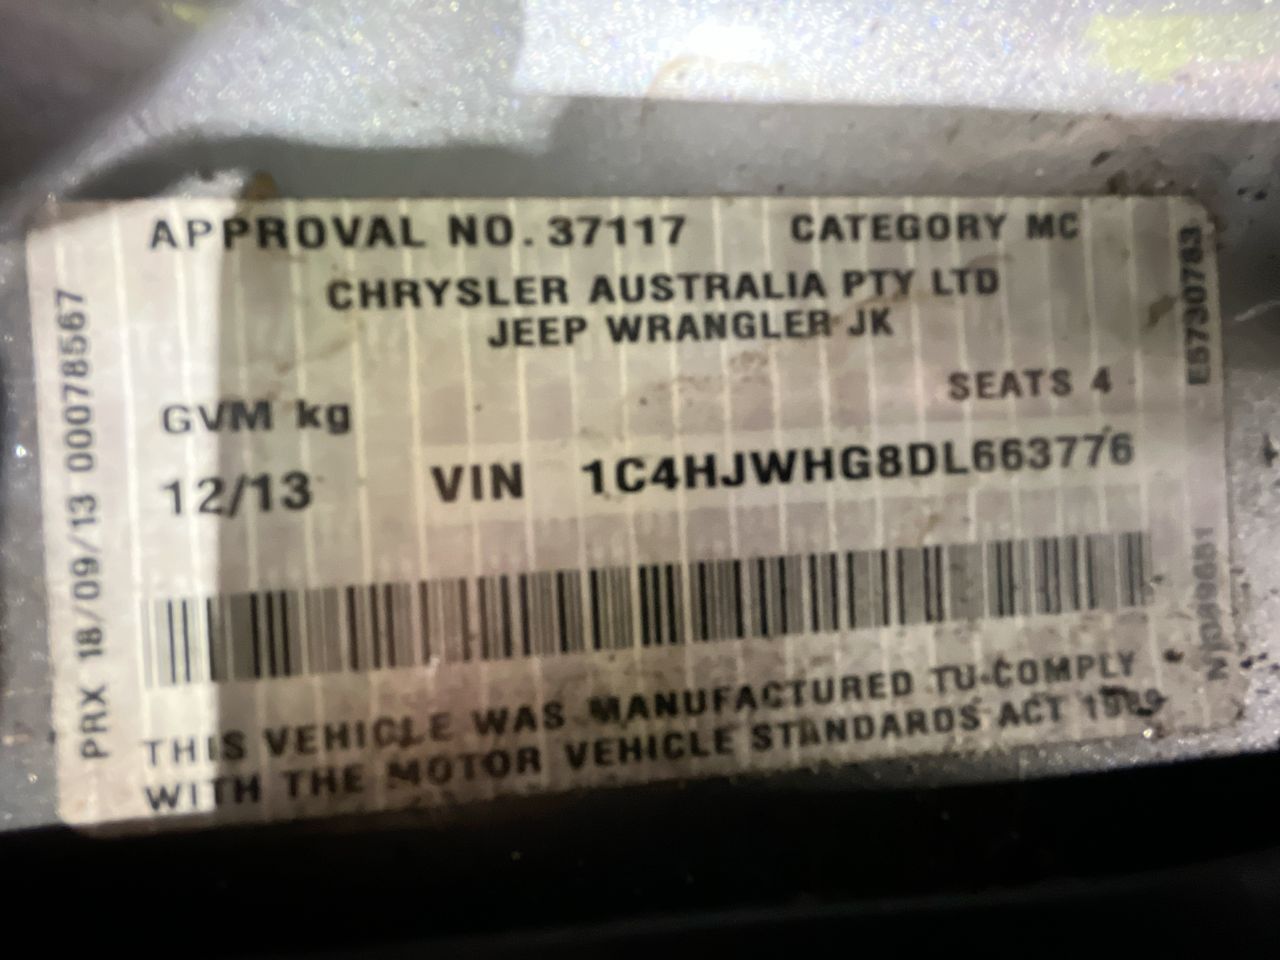 APPROVAL NO. 37117 CATEGORY MC
CHRYSLER AUSTRALIA PTY LTD
JEEP WRANGLER JK
SEATS 4
GVM kg
12/13 VIN 1C4HJWHG8DL663776
THIS VEHICLE WAS MANUFACTURED TO COMPLY
WITH THE MOTOR VEHICLE STANDARDS ACT 1989
PRX 18/09/13 00078567
E5730783